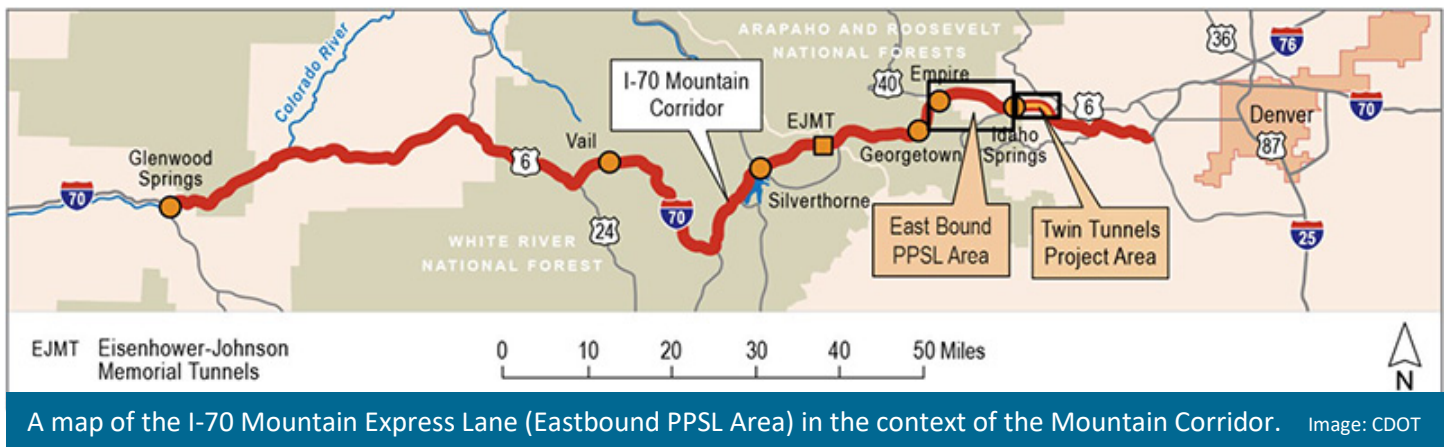 ARAPAHO AND ROOSEVELT
NATIONAL FORESTS
36
76
Colorado River
I-70 Mountain
Corridor
40
Empire
6
70
EJMT
Denver
Vail
87
Glenwood
Springs
6
Georgetown
Idaho
Springs
70
Silverthorne
70
24
East Bound
PPSL Area
Twin Tunnels
Project Area
25
WHITE RIVER
NATIONAL FOREST
EJMT Eisenhower-Johnson
Memorial Tunnels
0 10 20 30 40 50 Miles
N
A map of the I-70 Mountain Express Lane (Eastbound PPSL Area) in the context of the Mountain Corridor. Image: CDOT